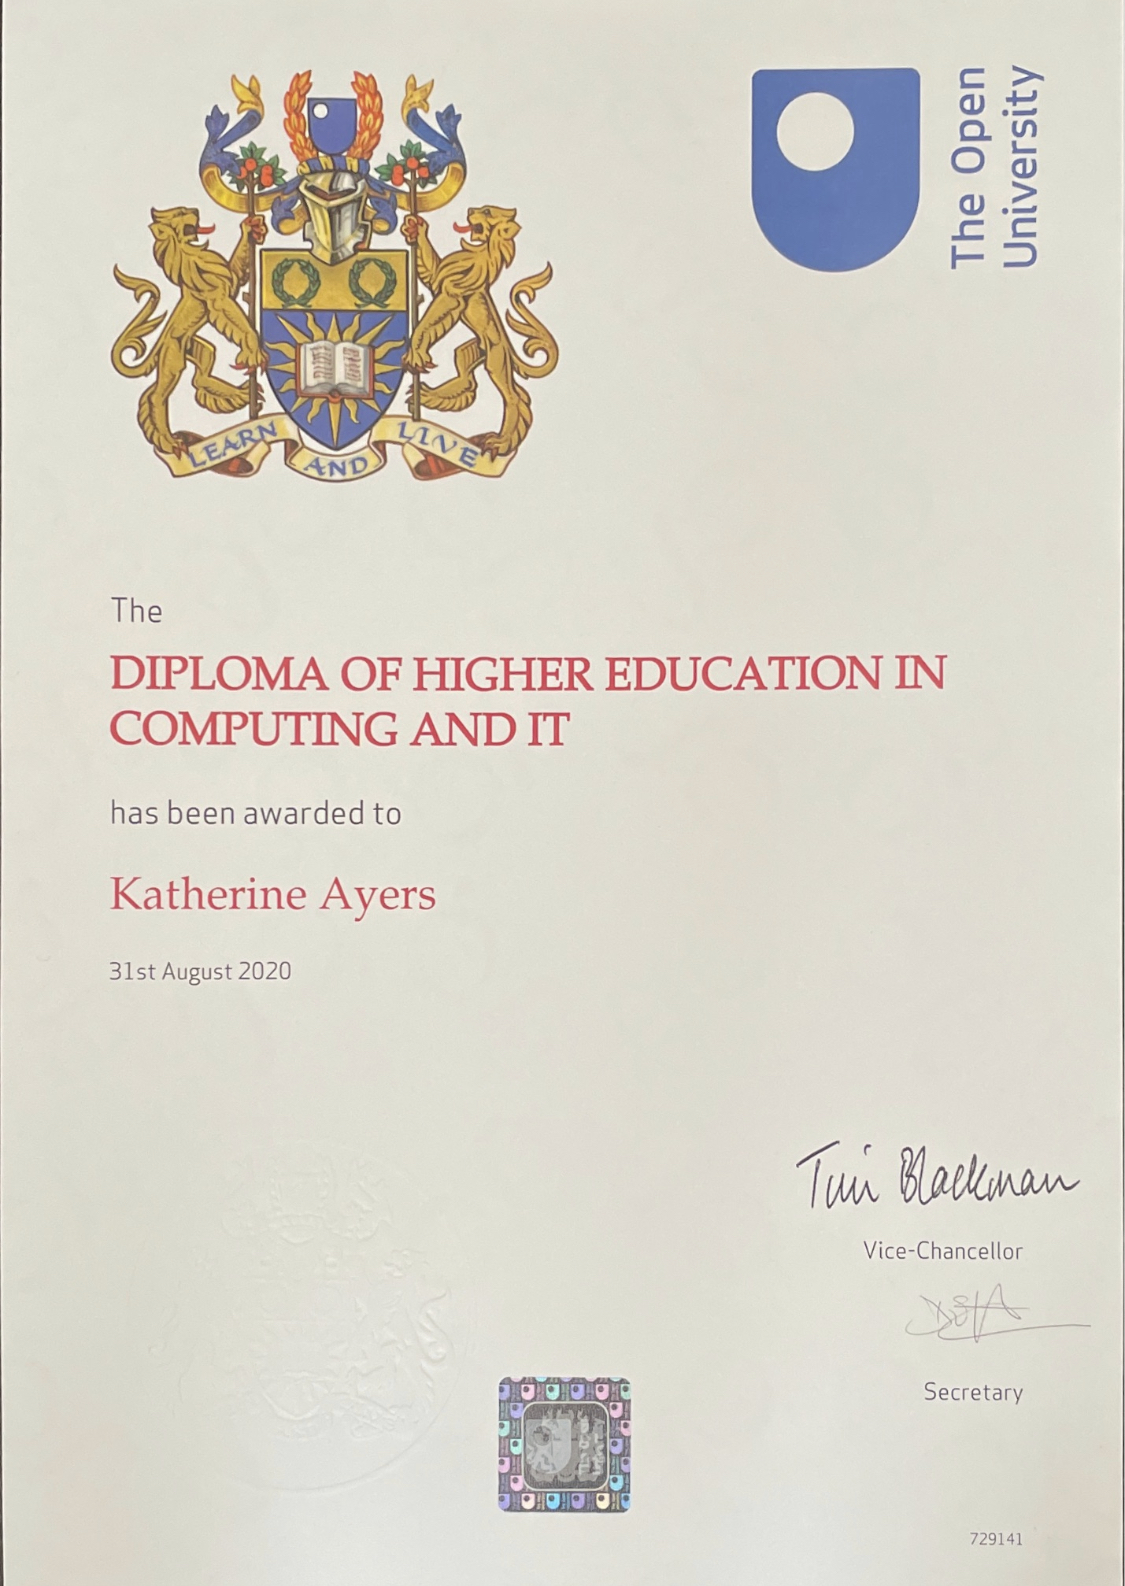 LEARN AND LIVE
The Open
University
The
DIPLOMA OF HIGHER EDUCATION IN
COMPUTING AND IT
has been awarded to
Katherine Ayers
31st August 2020
Tim Blackman
Vice-Chancellor
Secretary
729141